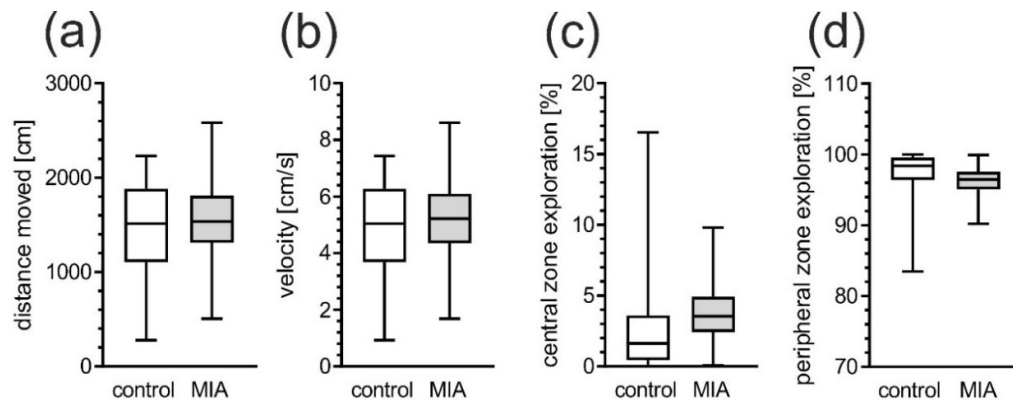 (a)
distance moved [cm]
3000
2000
1000
0
control MIA
(b)
velocity [cm/s]
10
8
6
4
2
0
control MIA
(c)
central zone exploration [%]
20
15
10
5
0
control MIA
(d)
peripheral zone exploration [%]
110
100
90
80
70
control MIA